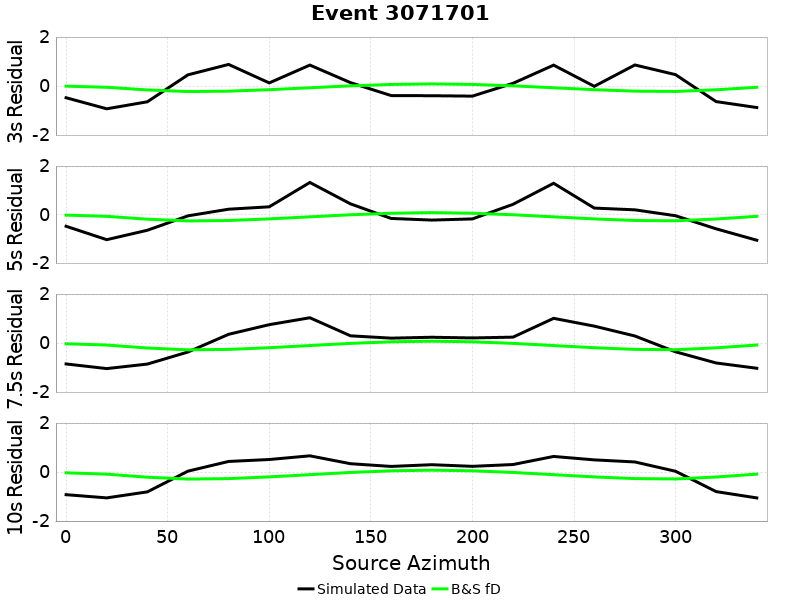 Event 3071701
3s Residual
2
0
-2
5s Residual
2
0
-2
7.5s Residual
2
0
-2
10s Residual
2
0
-2
0 50 100 150 200 250 300
Source Azimuth
Simulated Data B&S fD